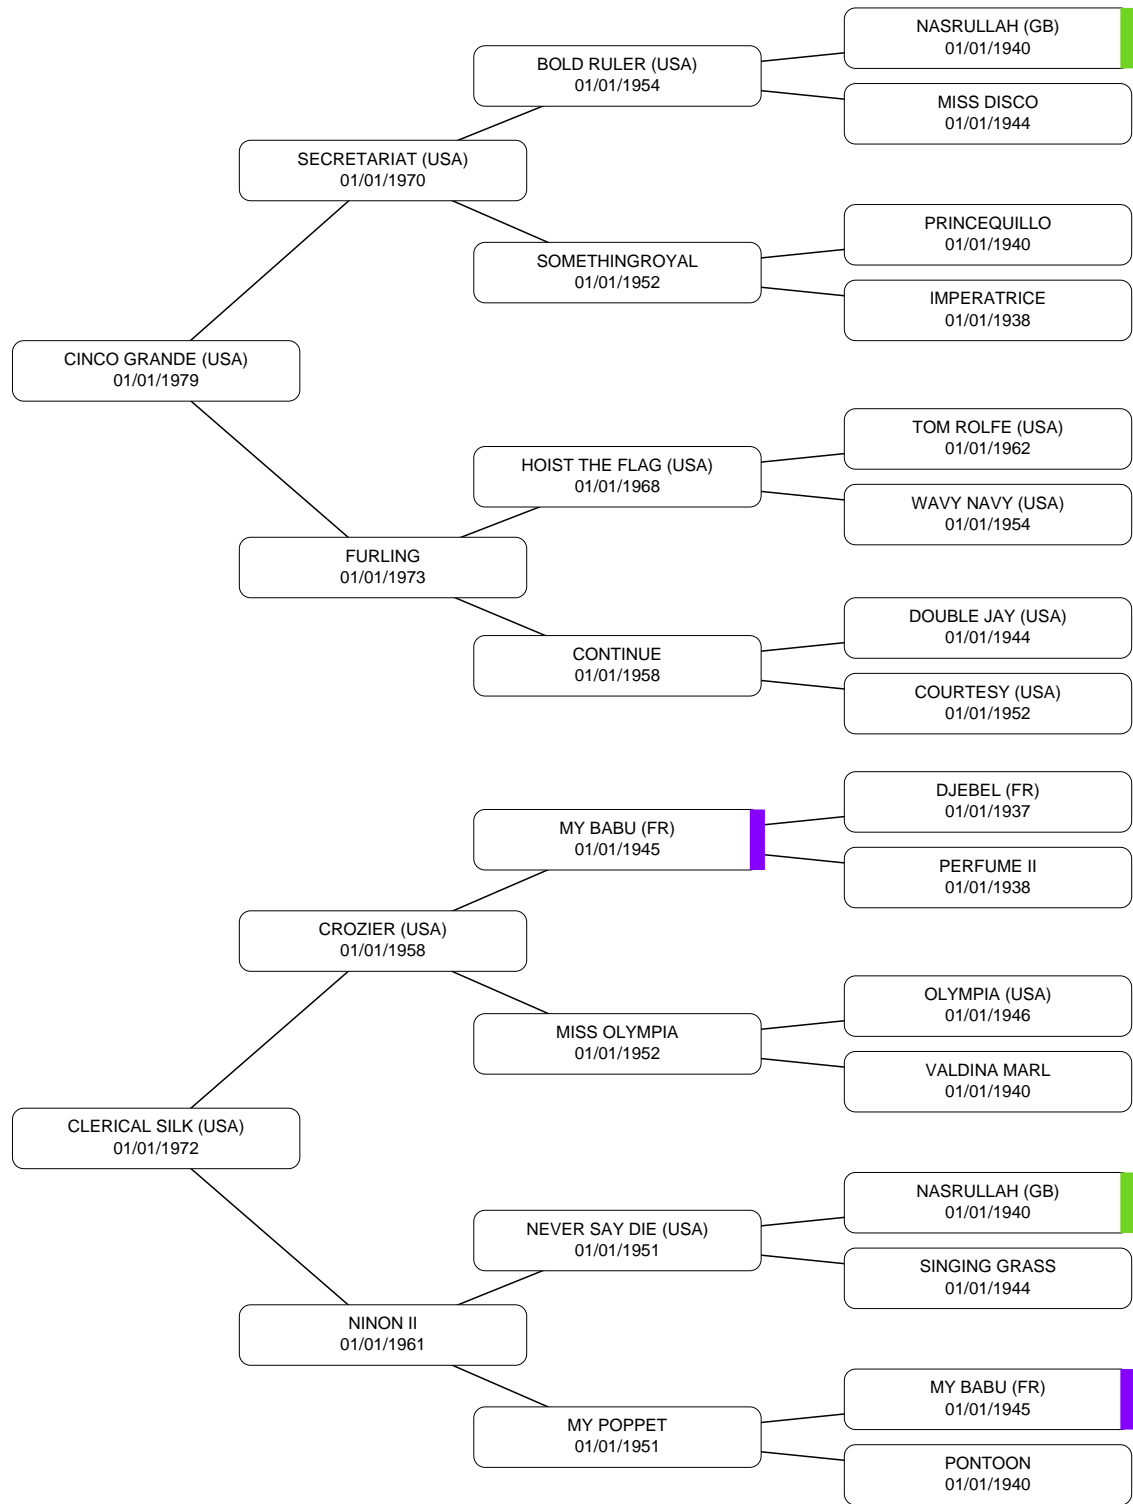 NASRULLAH (GB)
01/01/1940
BOLD RULER (USA)
01/01/1954
MISS DISCO
01/01/1944
SECRETARIAT (USA)
01/01/1970
PRINCEQUILLO
01/01/1940
SOMETHINGROYAL
01/01/1952
IMPERATRICE
01/01/1938
CINCO GRANDE (USA)
01/01/1979
TOM ROLFE (USA)
01/01/1962
HOIST THE FLAG (USA)
01/01/1968
WAVY NAVY (USA)
01/01/1954
FURLING
01/01/1973
DOUBLE JAY (USA)
01/01/1944
CONTINUE
01/01/1958
COURTESY (USA)
01/01/1952
DJEBEL (FR)
01/01/1937
MY BABU (FR)
01/01/1945
PERFUME II
01/01/1938
CROZIER (USA)
01/01/1958
OLYMPIA (USA)
01/01/1946
MISS OLYMPIA
01/01/1952
VALDINA MARL
01/01/1940
CLERICAL SILK (USA)
01/01/1972
NASRULLAH (GB)
01/01/1940
NEVER SAY DIE (USA)
01/01/1951
SINGING GRASS
01/01/1944
NINON II
01/01/1961
MY BABU (FR)
01/01/1945
MY POPPET
01/01/1951
PONTOON
01/01/1940